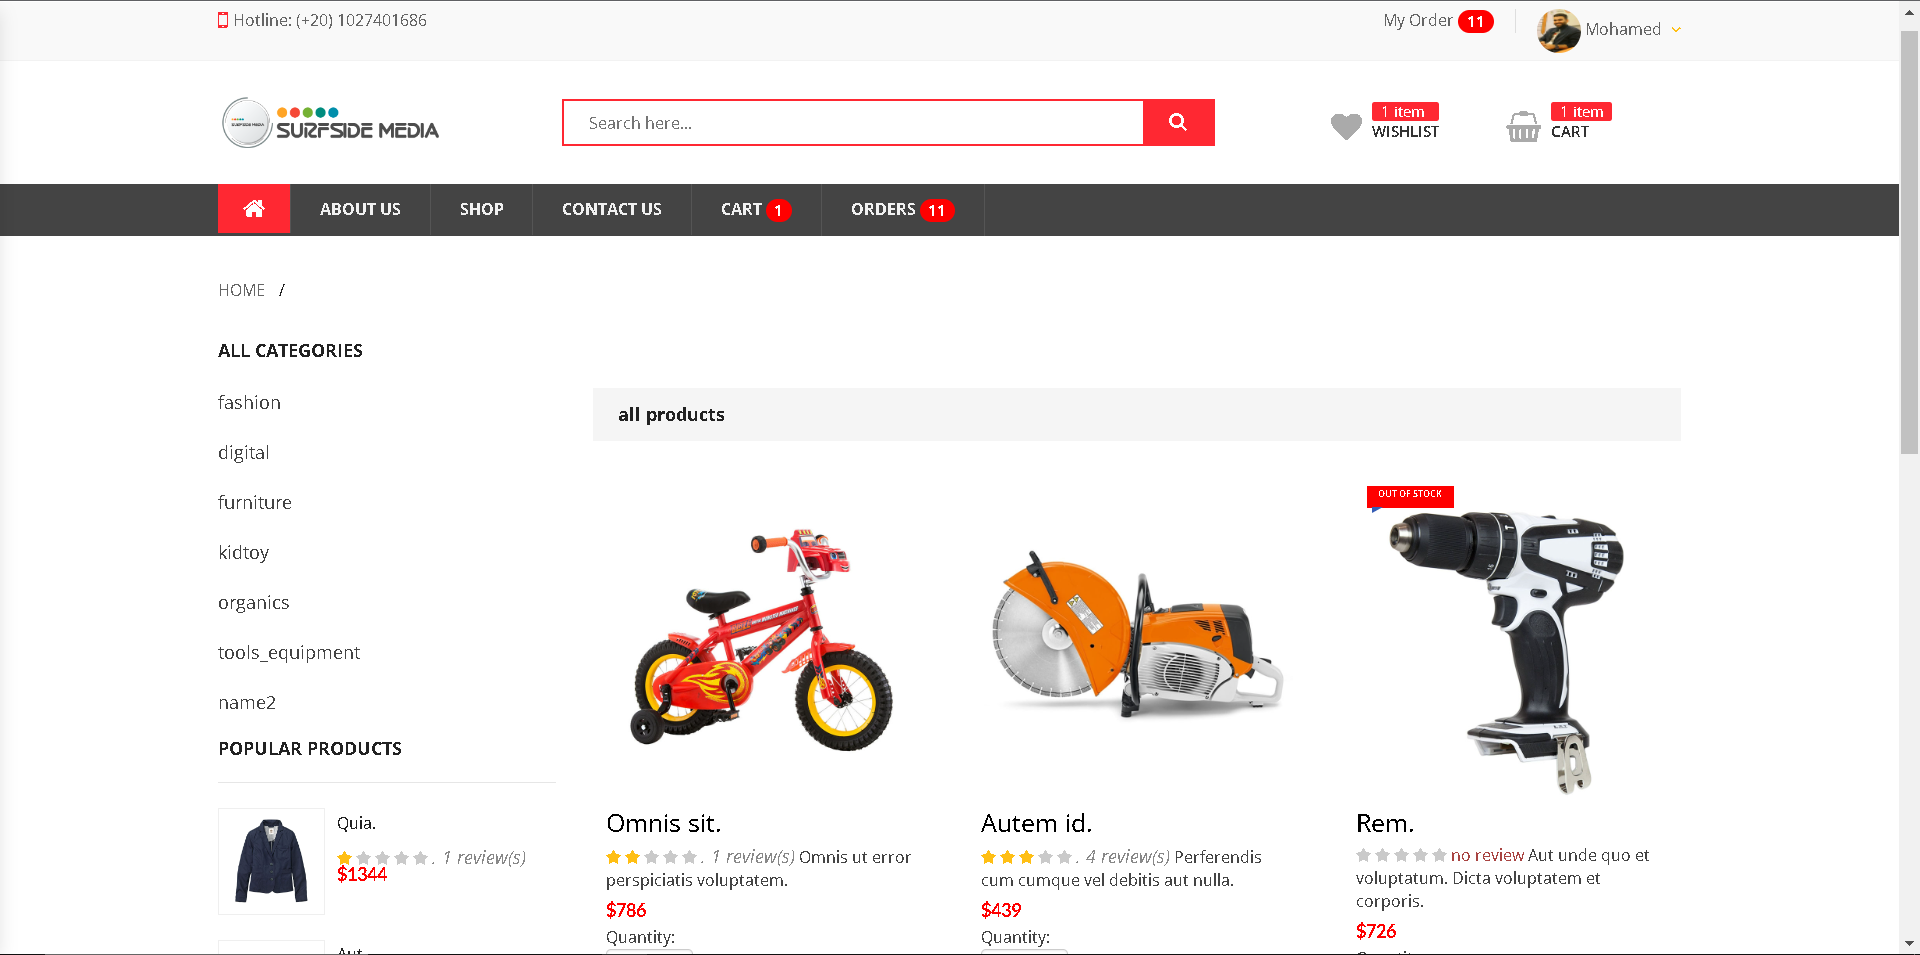 Hotline: (+20) 1027401686
My Order 11
Mohamed
SURFSIDE MEDIA
SURFSIDE MEDIA
Search here...
1 item
WISHLIST
1 item
CART
ABOUT US
SHOP
CONTACT US
CART 1
ORDERS 11
HOME /
ALL CATEGORIES
fashion
digital
furniture
kidtoy
organics
tools_equipment
name2
POPULAR PRODUCTS
Quia.
. 1 review(s)
$1344
Aut
all products
Omnis sit.
. 1 review(s) Omnis ut error
perspiciatis voluptatem.
$786
Quantity:
Autem id.
. 4 review(s) Perferendis
cum cumque vel debitis aut nulla.
$439
Quantity:
OUT OF STOCK
Rem.
no review Aut unde quo et
voluptatum. Dicta voluptatem et
corporis.
$726